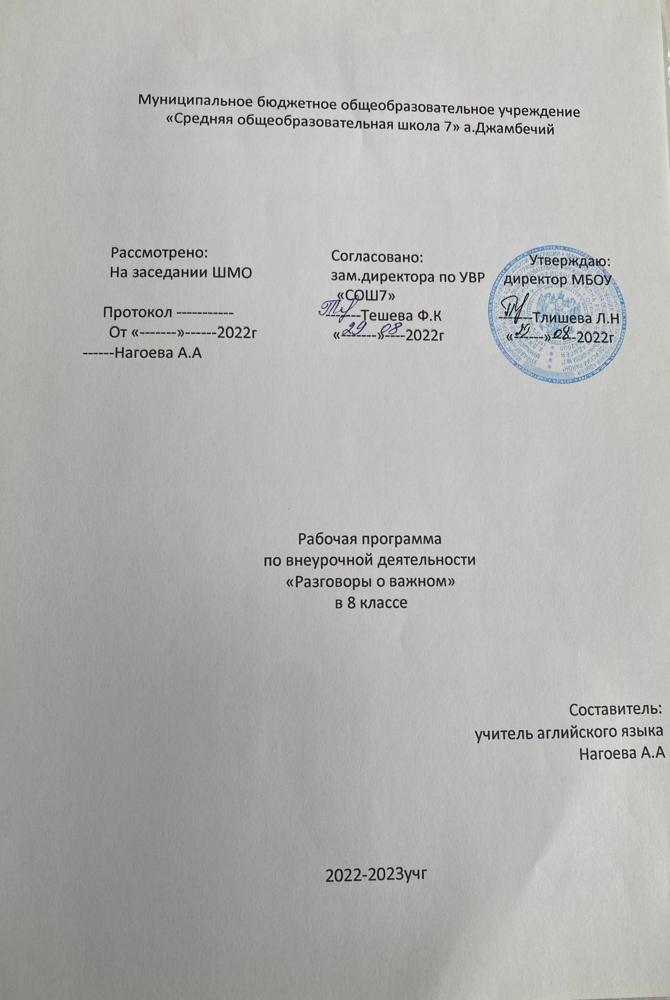 Муниципальное бюджетное общеобразовательное учреждение
«Средняя общеобразовательная школа 7» а.Джамбечий
Рассмотрено:
На заседании ШМО
Протокол -----------
От «-------»------2022г
------Нагоева А.А
Согласовано:
зам.директора по УВР
«СОШ7»
-------Тешева Ф.К
«29»08 2022г
Утверждаю:
директор МБОУ
-------Тлишева Л.Н
«29»08-2022г
Рабочая программа
по внеурочной деятельности
«Разговоры о важном»
в 8 классе
Составитель:
учитель аглийского языка
Нагоева А.А
2022-2023учг